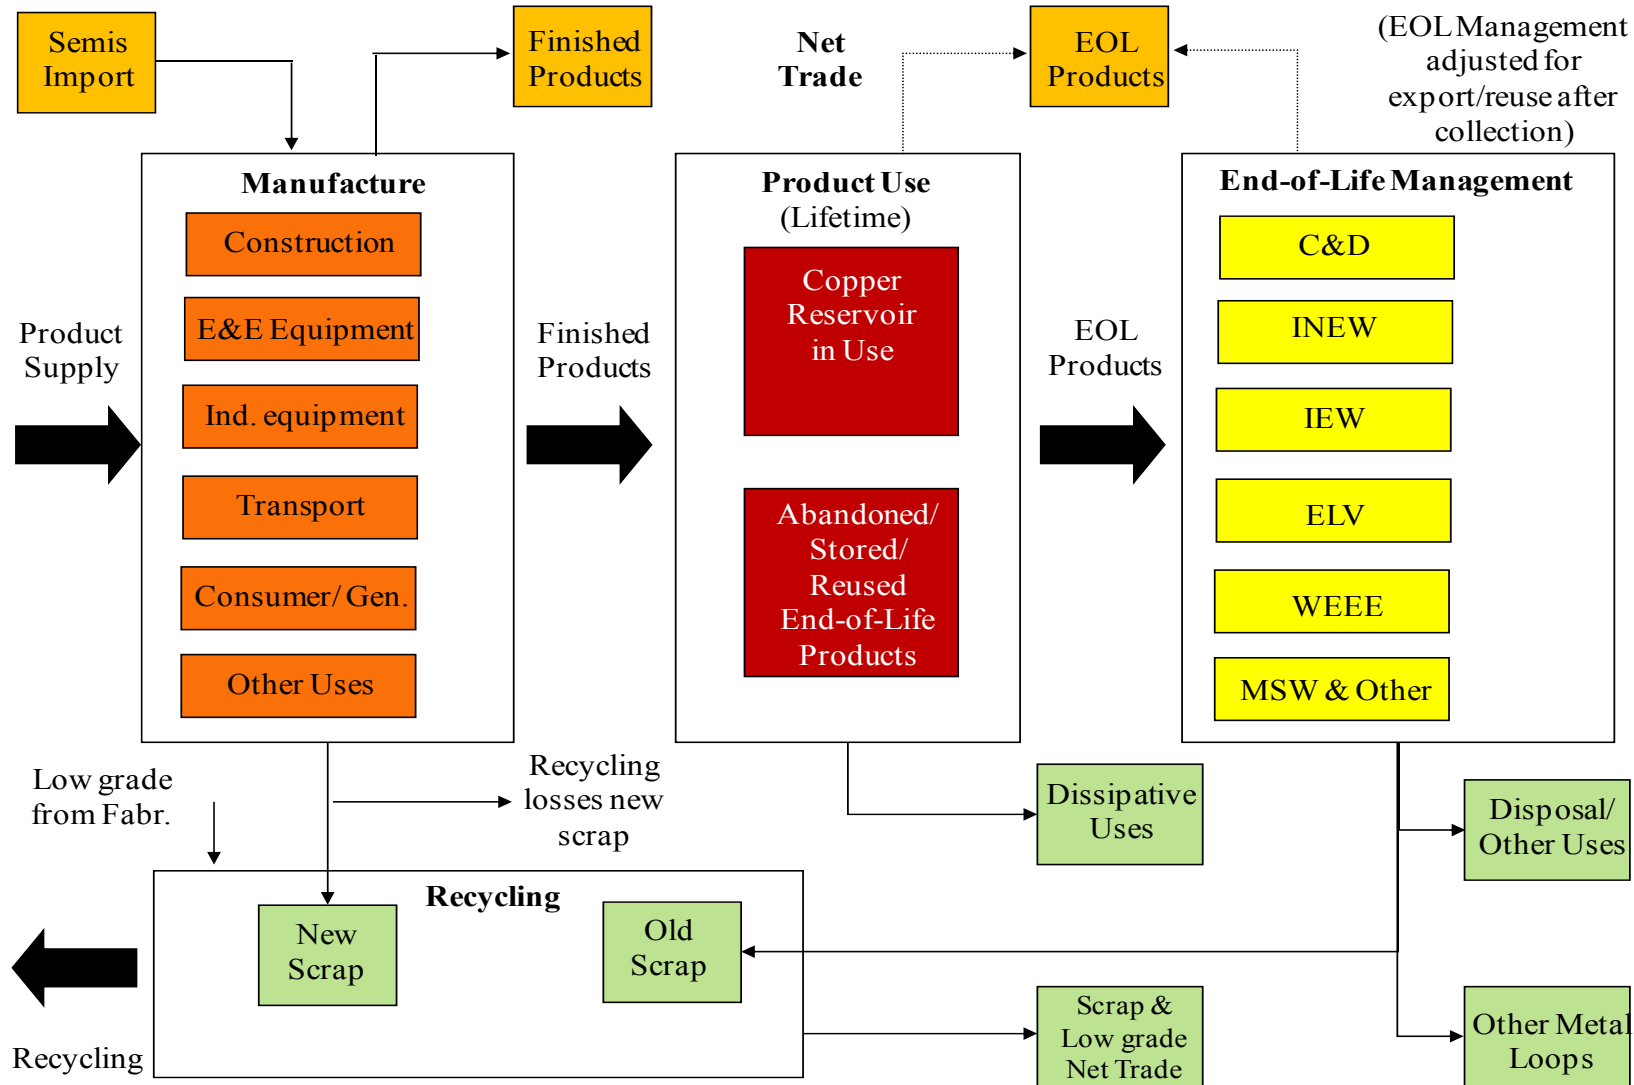 Semis
Import
Finished
Products
Net
Trade
EOL
Products
(EOL Management
adjusted for
export/reuse after
collection)
Manufacture
Construction
E&E Equipment
Ind. equipment
Transport
Consumer/ Gen.
Other Uses
Product Use
(Lifetime)
Copper
Reservoir
in Use
Abandoned/
Stored/
Reused
End-of-Life
Products
End-of-Life Management
C&D
INEW
IEW
ELV
WEEE
MSW & Other
Product
Supply
Finished
Products
EOL
Products
Low grade
from Fabr.
Recycling
losses new
scrap
Dissipative
Uses
Disposal/
Other Uses
Recycling
New
Scrap
Old
Scrap
Recycling
Scrap &
Low grade
Net Trade
Other Metal
Loops